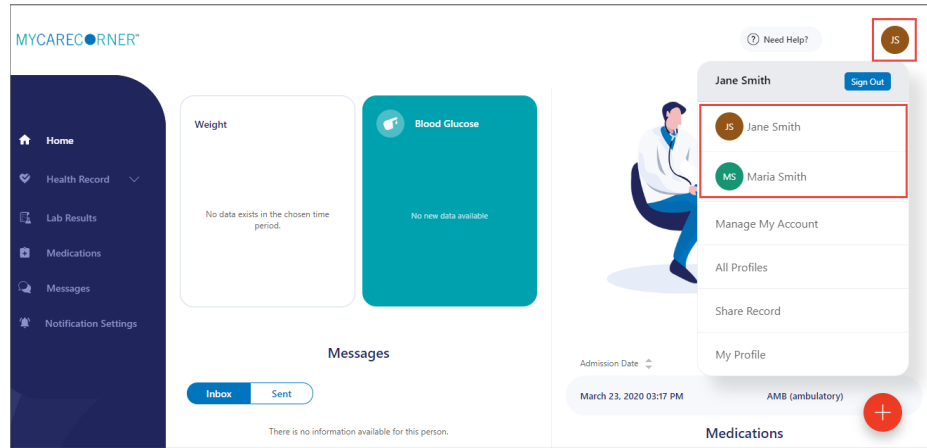 MYCARECORNER™
Need Help?
JS
Jane Smith
Sign Out
JS Jane Smith
MS Maria Smith
Manage My Account
All Profiles
Share Record
My Profile
Home
Health Record
Lab Results
Medications
Messages
Notification Settings
Weight
No data exists in the chosen time
period.
Blood Glucose
No new data available
Messages
Inbox Sent
There is no information available for this person.
Admission Date
March 23, 2020 03:17 PM AMB (ambulatory)
Medications